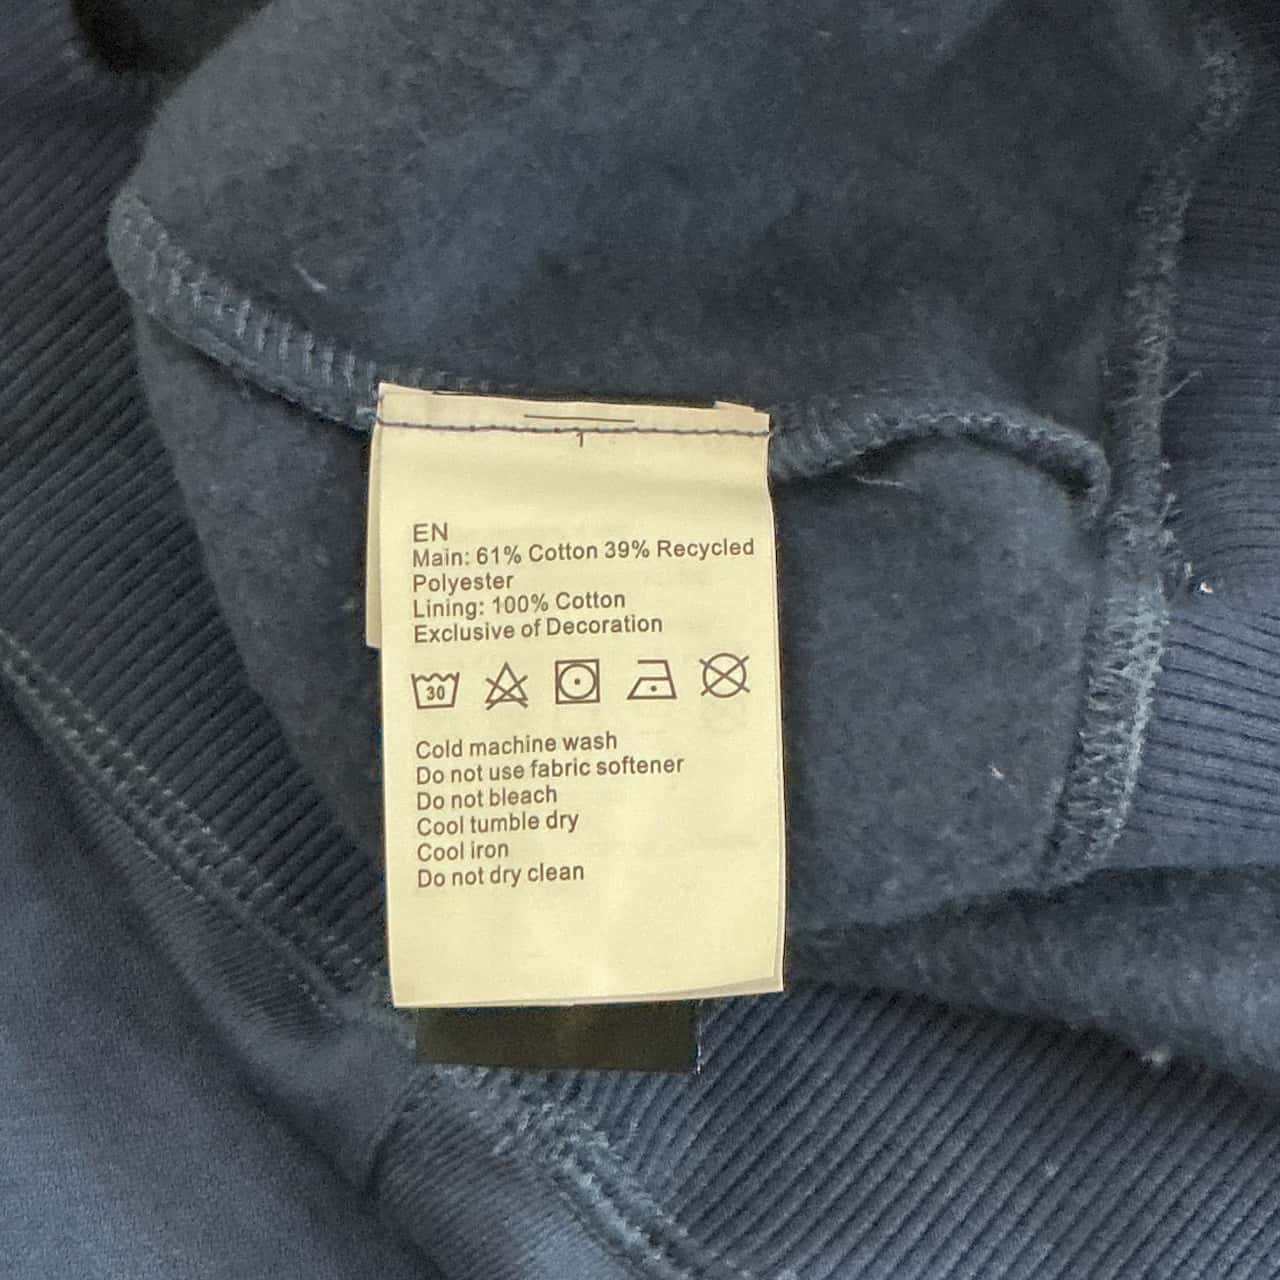 1
EN
Main: 61% Cotton 39% Recycled
Polyester
Lining: 100% Cotton
Exclusive of Decoration
30
Cold machine wash
Do not use fabric softener
Do not bleach
Cool tumble dry
Cool iron
Do not dry clean